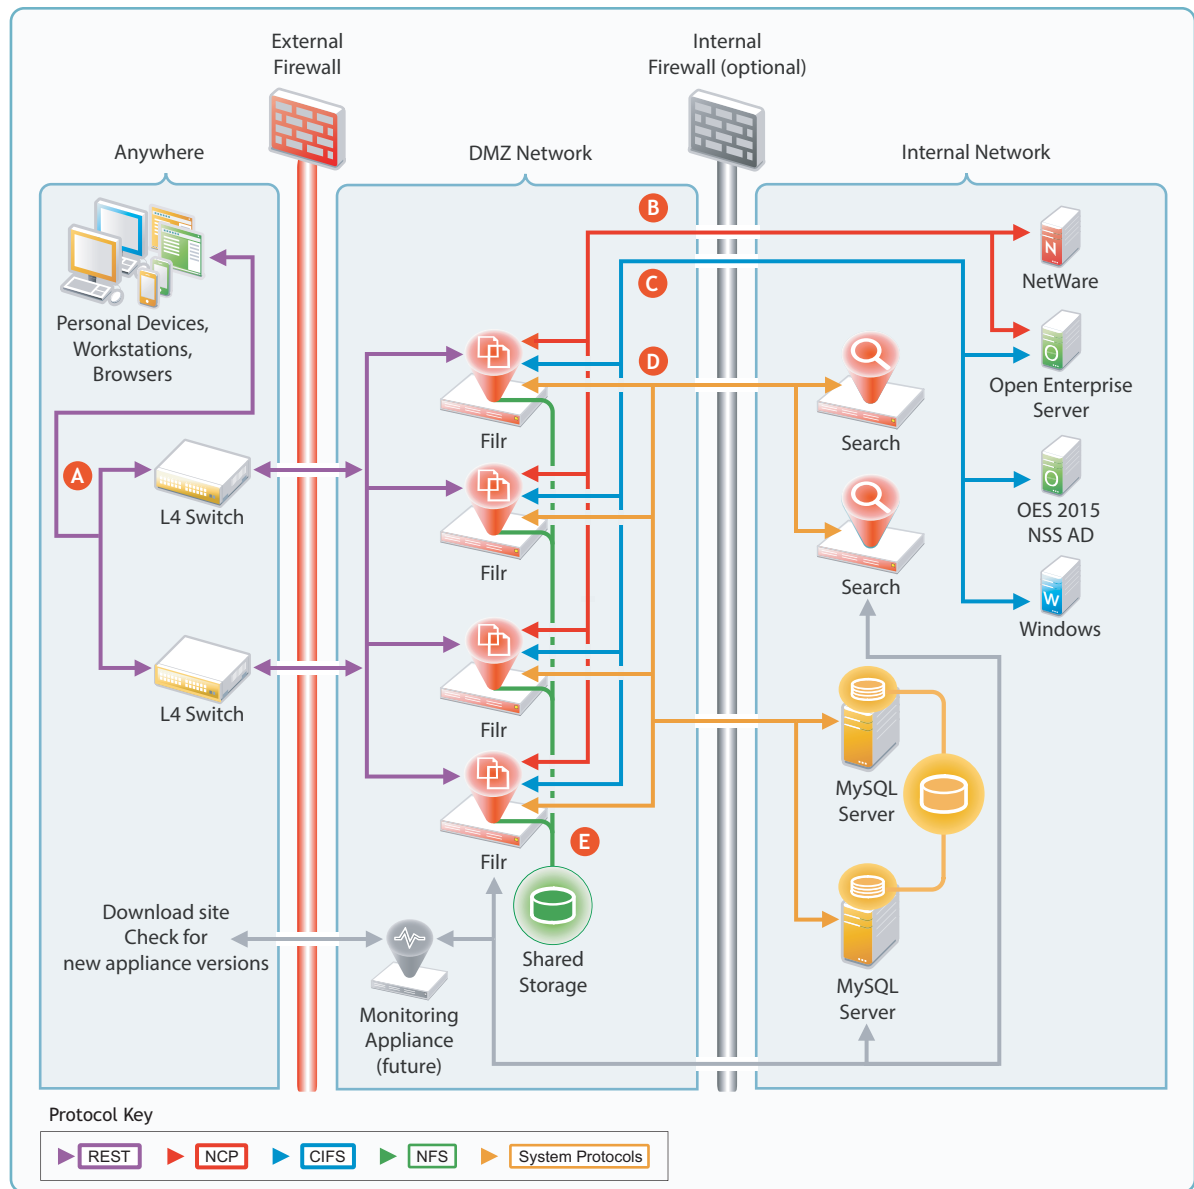 External
Firewall
Internal
Firewall (optional)
Anywhere
DMZ Network
Internal Network
B
N
NetWare
C
Personal Devices,
Workstations,
Browsers
D
O
Open Enterprise
Server
Filr
Search
A
L4 Switch
O
OES 2015
NSS AD
Filr
Search
W
Windows
L4 Switch
Filr
MySQL
Server
E
Filr
Download site
Check for
new appliance versions
Shared
Storage
MySQL
Server
Monitoring
Appliance
(future)
Protocol Key
REST
NCP
CIFS
NFS
System Protocols